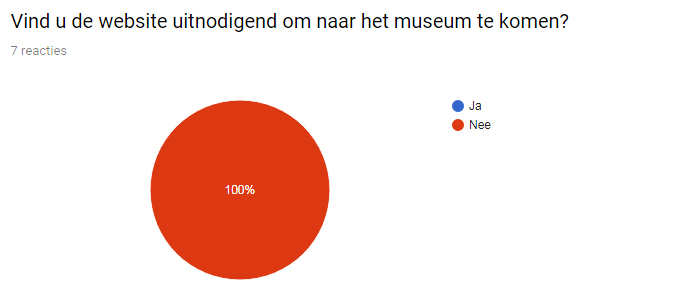 Vind u de website uitnodigend om naar het museum te komen?
7 reacties
Ja
Nee
100%